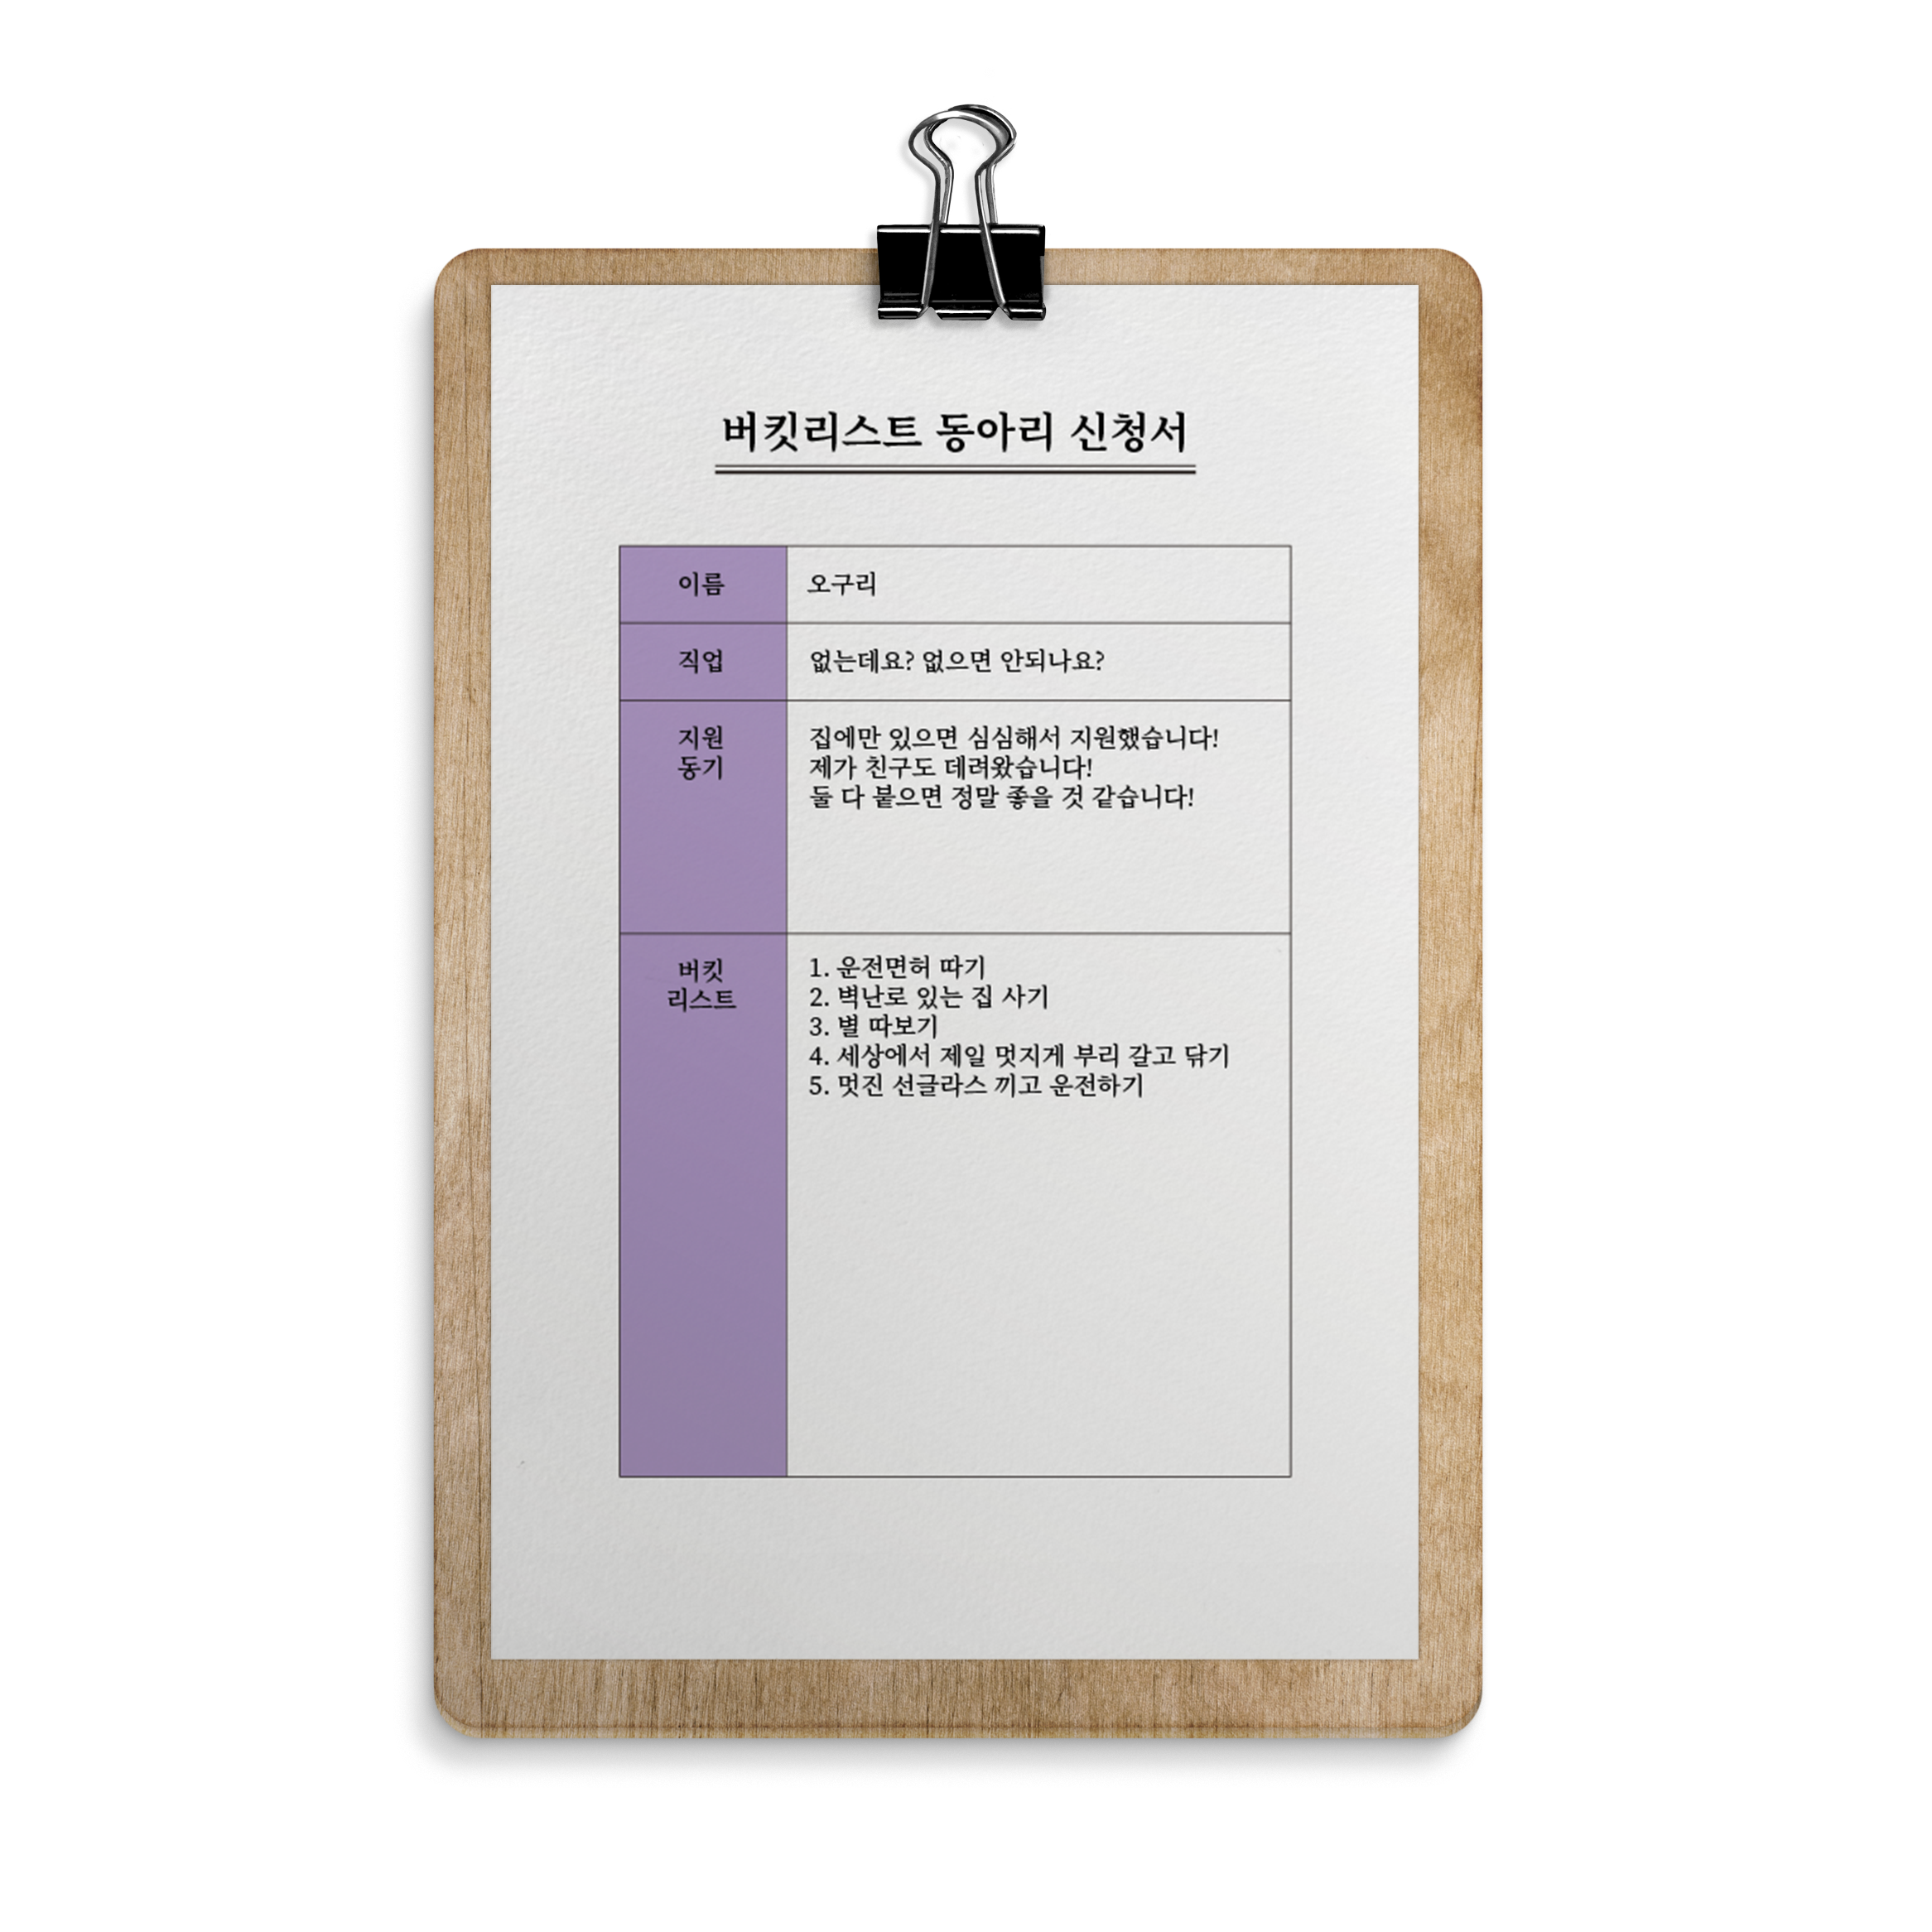 버킷리스트 동아리 신청서
이름
오구리
직업
없는데요? 없으면 안되나요?
지원
동기
집에만 있으면 심심해서 지원했습니다!
제가 친구도 데려왔습니다!
둘 다 붙으면 정말 좋을 것 같습니다!
버킷
리스트
1. 운전면허 따기
2. 벽난로 있는 집 사기
3. 별 따보기
4. 세상에서 제일 멋지게 부리 갈고 닦기
5. 멋진 선글라스 끼고 운전하기